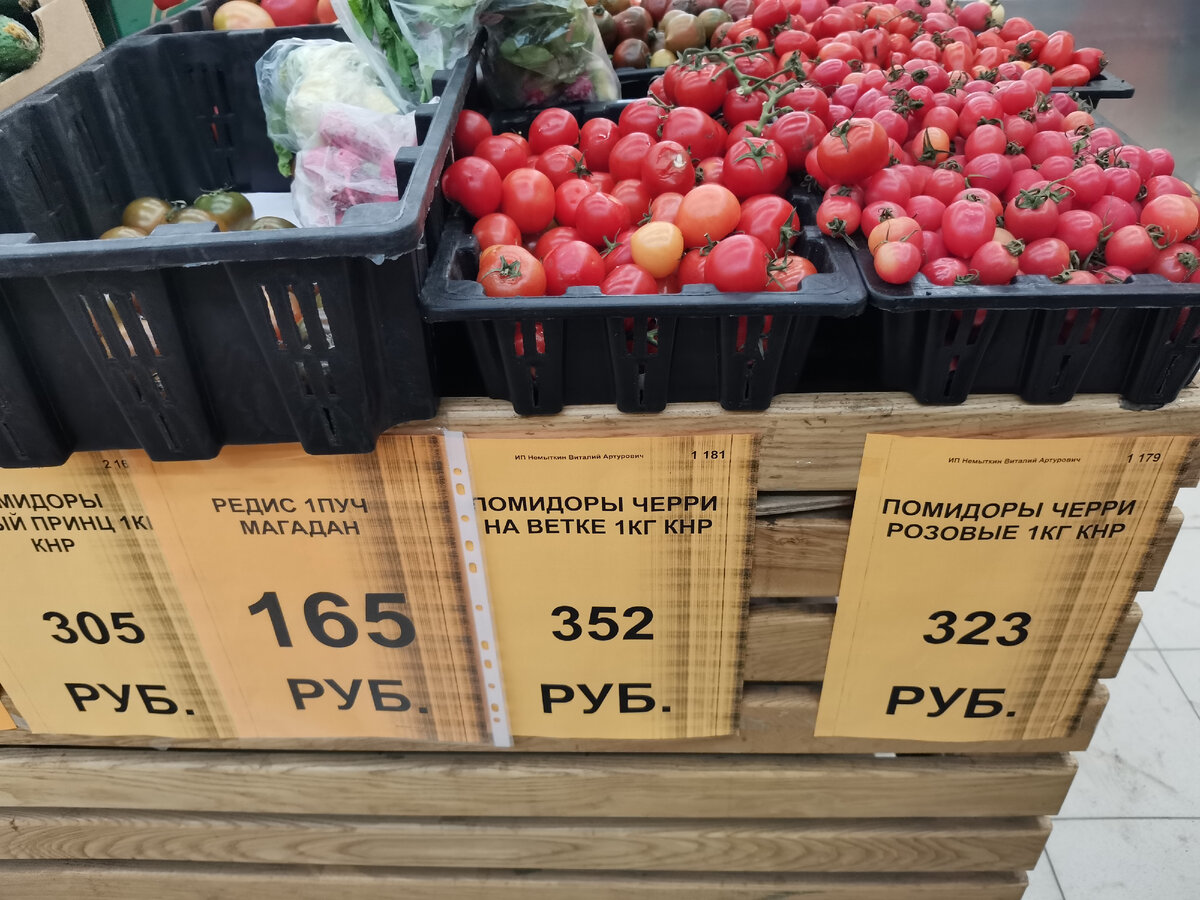 2 16
МИДОРЫ
ЫЙ ПРИНЦ 1К
КНР
305
РУБ.
РЕДИС 1ПУЧ
МАГАДАН
165
РУБ.
ИП Немыткин Виталий Артурович 1 181
ПОМИДОРЫ ЧЕРРИ
НА ВЕТКЕ 1КГ КНР
352
РУБ.
ИП Немыткин Виталий Артурович 1 179
ПОМИДОРЫ ЧЕРРИ
РОЗОВЫЕ 1КГ КНР
323
РУБ.